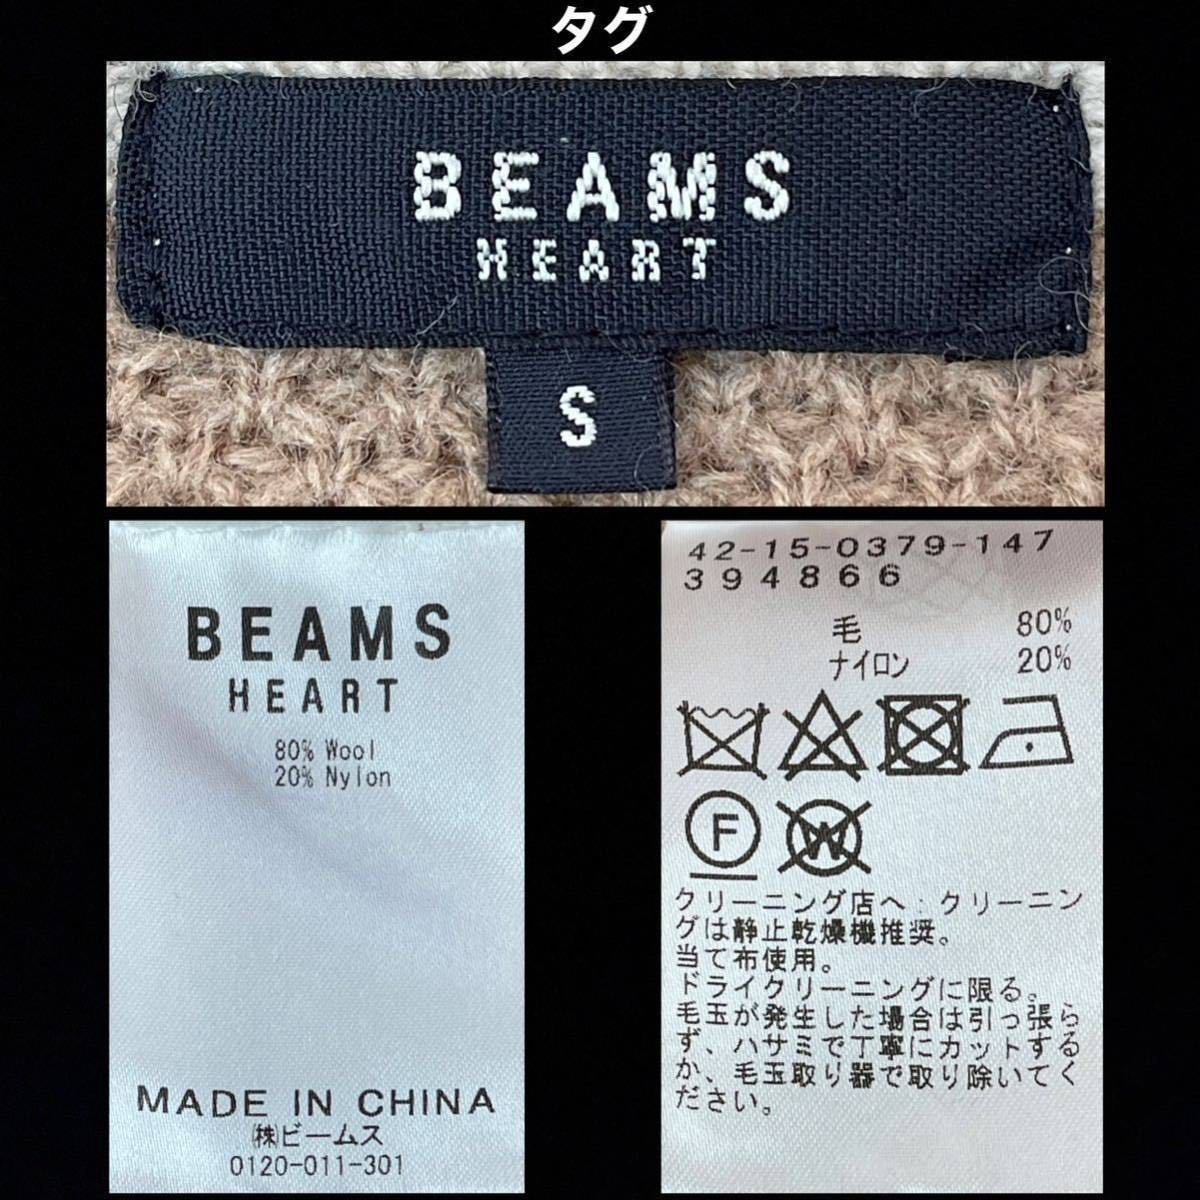 タグ
BEAMS
HEART
S
BEAMS
HEART
80% Wool
20% Nylon
MADE IN CHINA
㈱ビームス
0120-011-301
42-15-0379-147
394866
毛 80%
ナイロン 20%
F
W
クリーニング店へ:クリーニン
グは静止乾燥機推奨。
当て布使用。
ドライクリーニングに限る。
毛玉が発生した場合は引っ張ら
ず、ハサミで丁寧にカットする
か、毛玉取り器で取り除いてく
ださい。